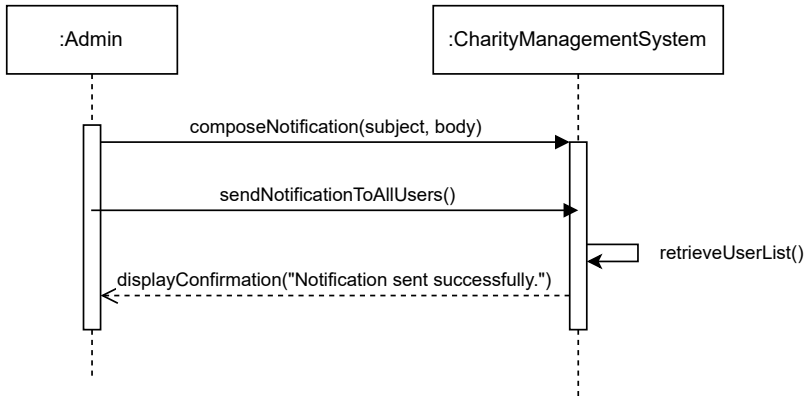 :Admin
:CharityManagementSystem
composeNotification(subject, body)
sendNotificationToAllUsers()
retrieveUserList()
displayConfirmation("Notification sent successfully.")